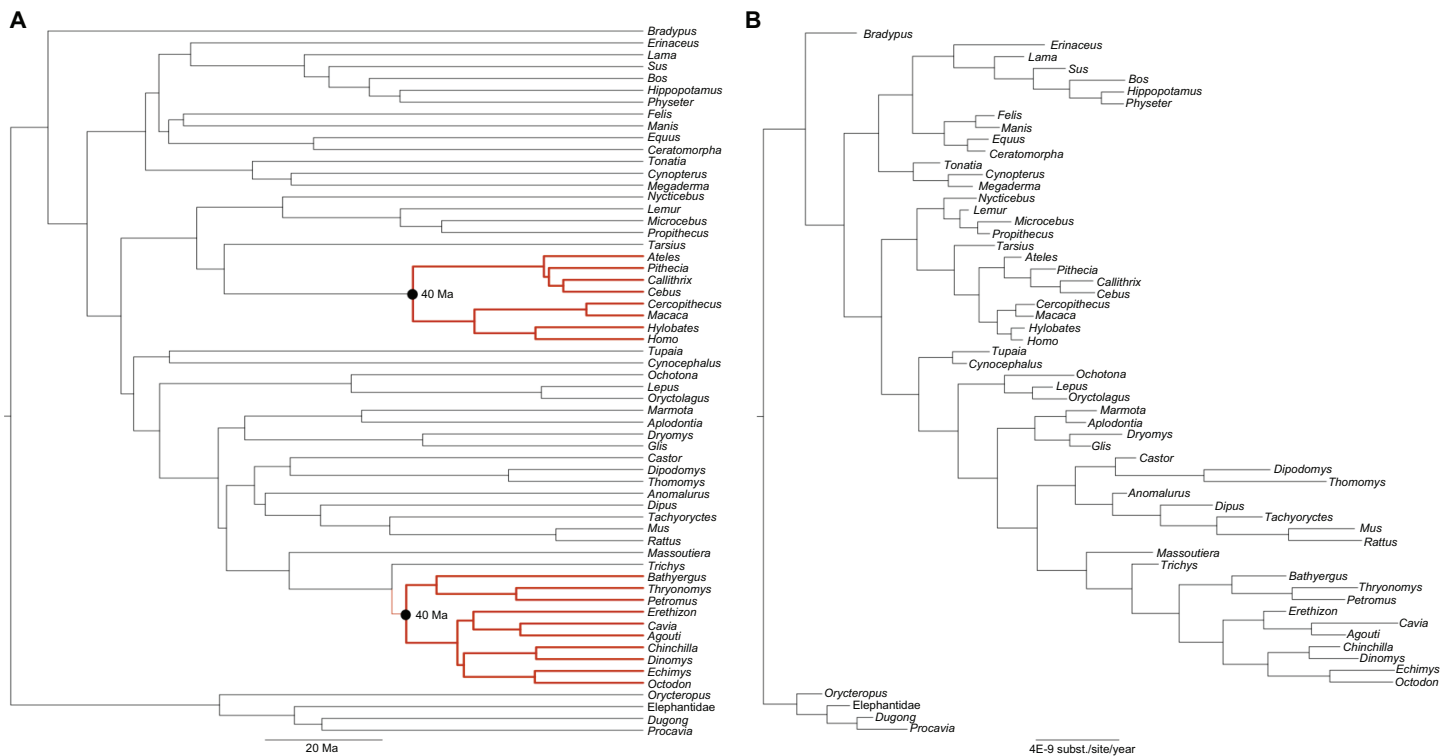 A
Bradypus
Erinaceus
Lama
Sus
Bos
Hippopotamus
Physeter
Felis
Manis
Equus
Ceratomorpha
Tonatia
Cynopterus
Megaderma
Nycticebus
Lemur
Microcebus
Propithecus
Tarsius
Ateles
Pithecia
Callithrix
40 Ma
Cebus
Cercopithecus
Macaca
Hylobates
Homo
Tupaia
Cynocephalus
Ochotona
Lepus
Oryctolagus
Marmota
Aplodontia
Dryomys
Glis
Castor
Dipodomys
Thomomys
Anomalurus
Dipus
Tachyoryctes
Mus
Rattus
Massoutiera
Trichys
Bathyergus
Thryonomys
Petromus
Erethizon
40 Ma
Cavia
Agouti
Chinchilla
Dinomys
Echimys
Octodon
Orycteropus
Elephantidae
Dugong
Procavia
20 Ma
B
Bradypus
Erinaceus
Lama
Sus
Bos
Hippopotamus
Physeter
Felis
Manis
Equus
Ceratomorpha
Tonatia
Cynopterus
Megaderma
Nycticebus
Lemur
Microcebus
Propithecus
Tarsius
Ateles
Pithecia
Callithrix
Cebus
Cercopithecus
Macaca
Hylobates
Homo
Tupaia
Cynocephalus
Ochotona
Lepus
Oryctolagus
Marmota
Aplodontia
Dryomys
Glis
Castor
Dipodomys
Thomomys
Anomalurus
Dipus
Tachyoryctes
Mus
Rattus
Massoutiera
Trichys
Bathyergus
Thryonomys
Petromus
Erethizon
Cavia
Agouti
Chinchilla
Dinomys
Echimys
Octodon
Orycteropus
Elephantidae
Dugong
Procavia
4E-9 subst./site/year